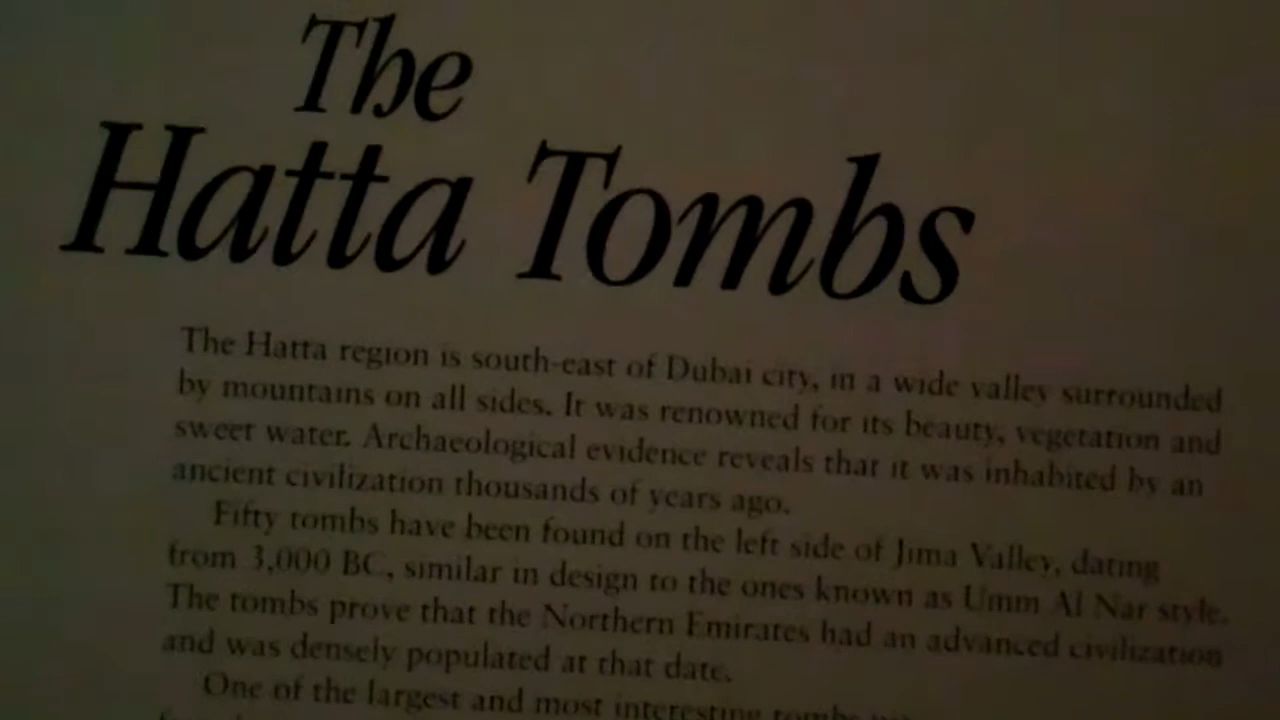 The
Hatta Tombs
The Hatta region is south-east of Dubai city, in a wide valley surrounded
by mountains on all sides. It was renowned for its beauty, vegetation and
sweet water. Archaeological evidence reveals that it was inhabited by an
ancient civilization thousands of years ago.
Fifty tombs have been found on the left side of Jima Valley, dating
from 3,000 BC, similar in design to the ones known as Umm Al Nar style.
The tombs prove that the Northern Emirates had an advanced civilization
and was densely populated at that date.
One of the largest and most interesting tombs